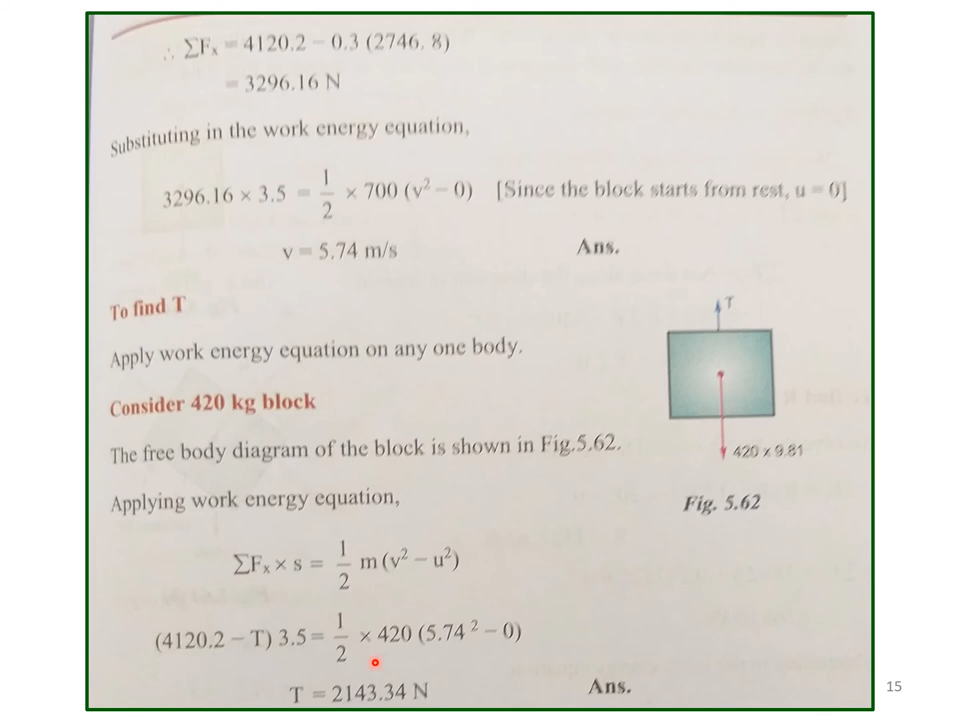 ∴ ∑Fₓ = 4120.2 − 0.3 (2746.8)
= 3296.16 N
Substituting in the work energy equation,
3296.16 × 3.5 = 1/2 × 700 (v² − 0) [Since the block starts from rest, u = 0]
v = 5.74 m/s Ans.
To find T
T
Apply work energy equation on any one body.
Consider 420 kg block
The free body diagram of the block is shown in Fig.5.62.
420 x 9.81
Applying work energy equation,
Fig. 5.62
∑Fₓ × s = 1/2 m (v² − u²)
(4120.2 − T) 3.5 = 1/2 × 420 (5.74² − 0)
T = 2143.34 N Ans.
15